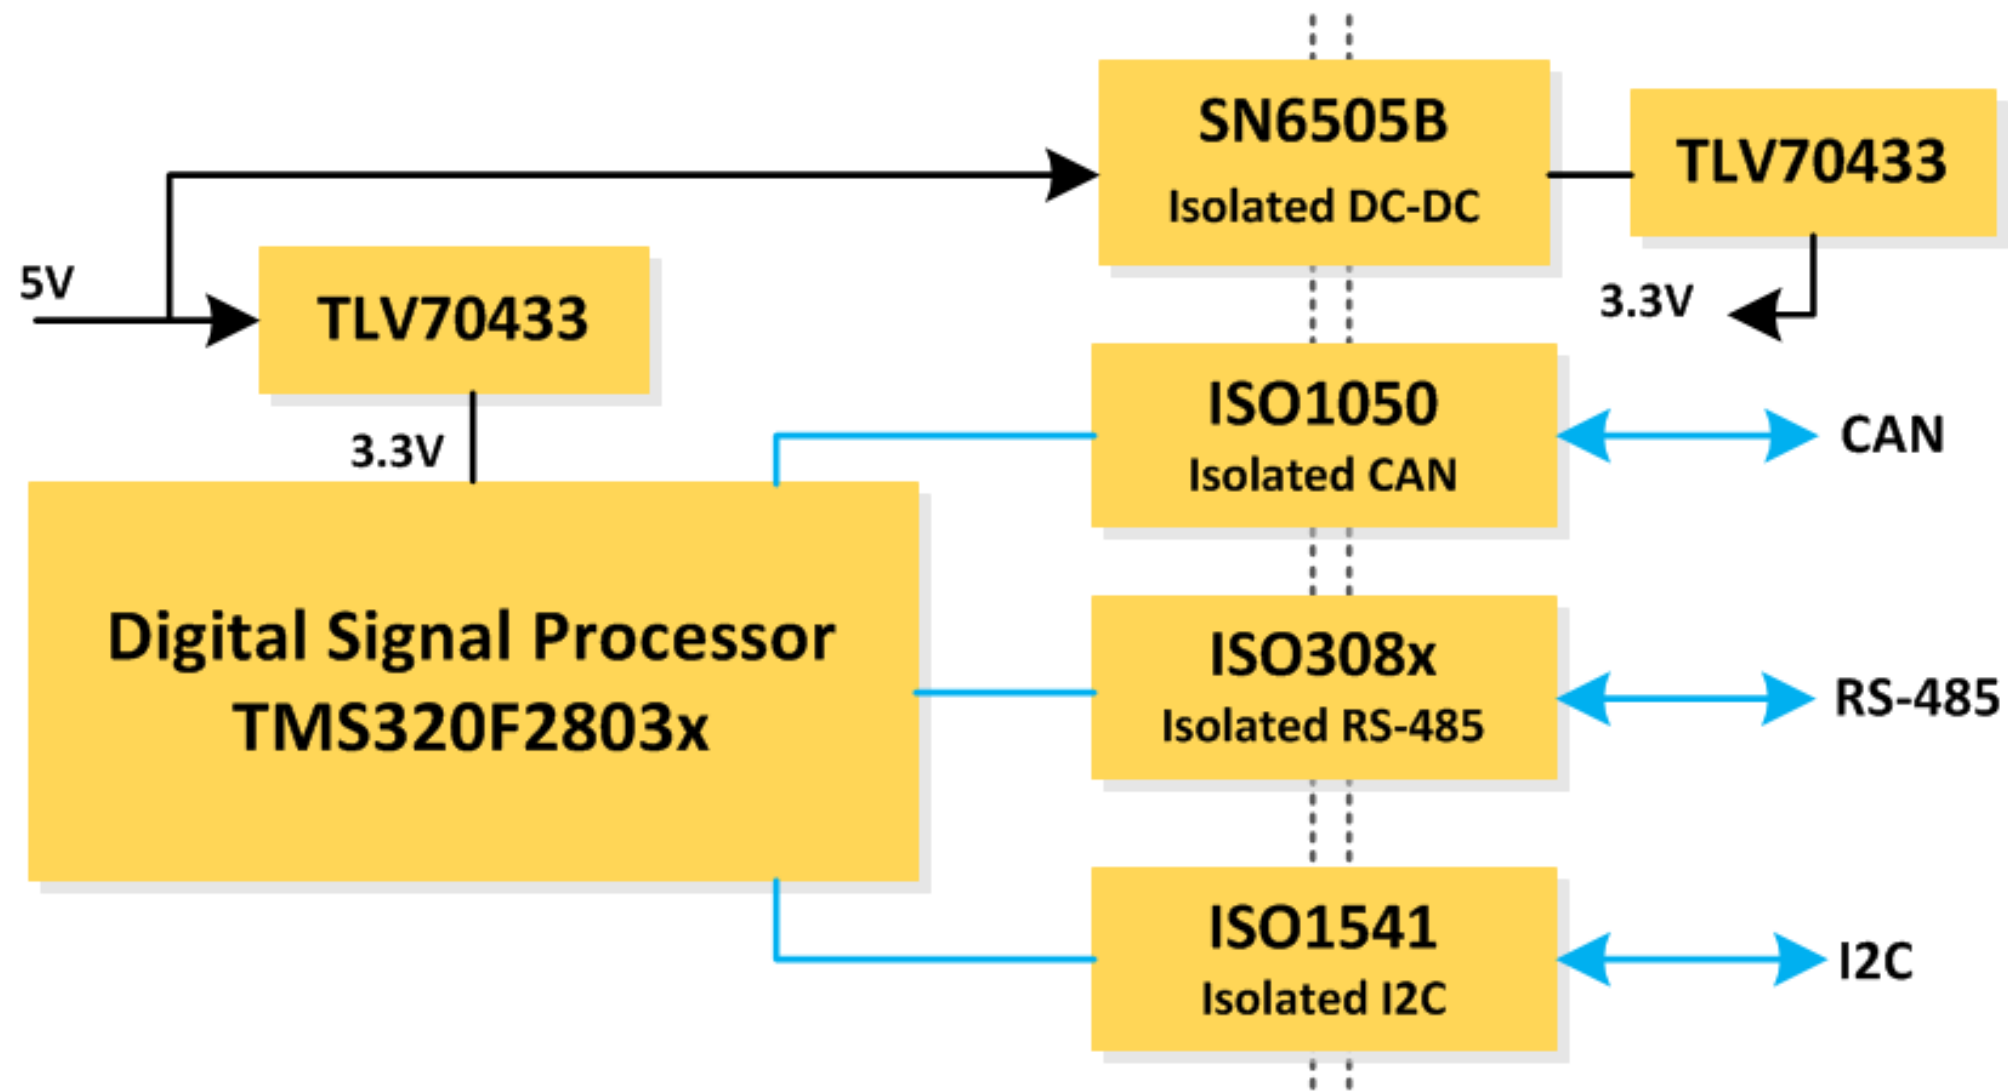 SN6505B
Isolated DC-DC
TLV70433
5V
TLV70433
3.3V
3.3V
ISO1050
Isolated CAN
CAN
Digital Signal Processor
TMS320F2803x
ISO308x
Isolated RS-485
RS-485
ISO1541
Isolated I2C
I2C